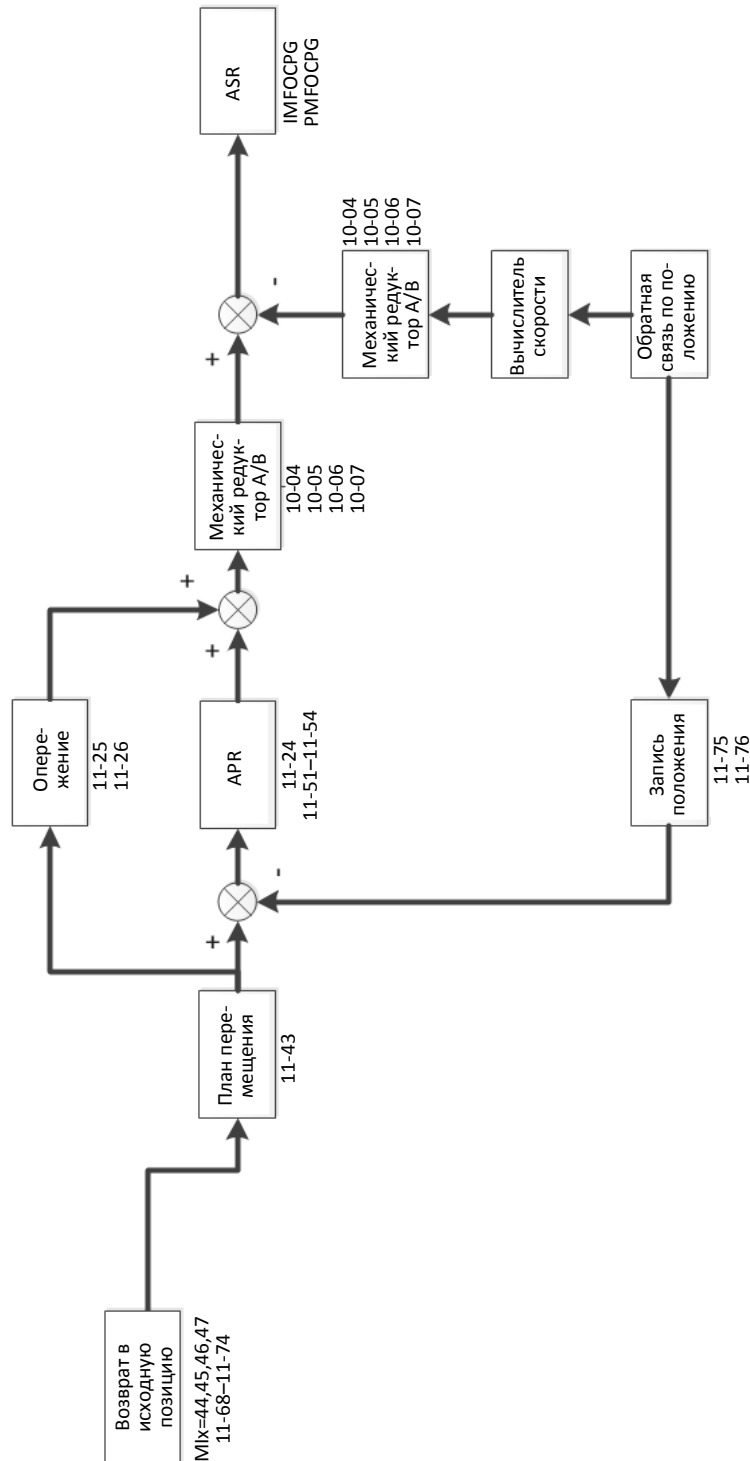 Возврат в
исходную
позицию
MIx=44,45,46,47
11-68–11-74
План пере-
мещения
11-43
+
-
Опере-
жение
11-25
11-26
APR
11-24
11-51–11-54
+
+
Механичес-
кий редук-
тор A/B
10-04
10-05
10-06
10-07
+
-
ASR
IMFOCPG
PMFOCPG
Механичес-
кий редук-
тор A/B
10-04
10-05
10-06
10-07
Вычислитель
скорости
Обратная
связь по по-
ложению
Запись
положения
11-75
11-76